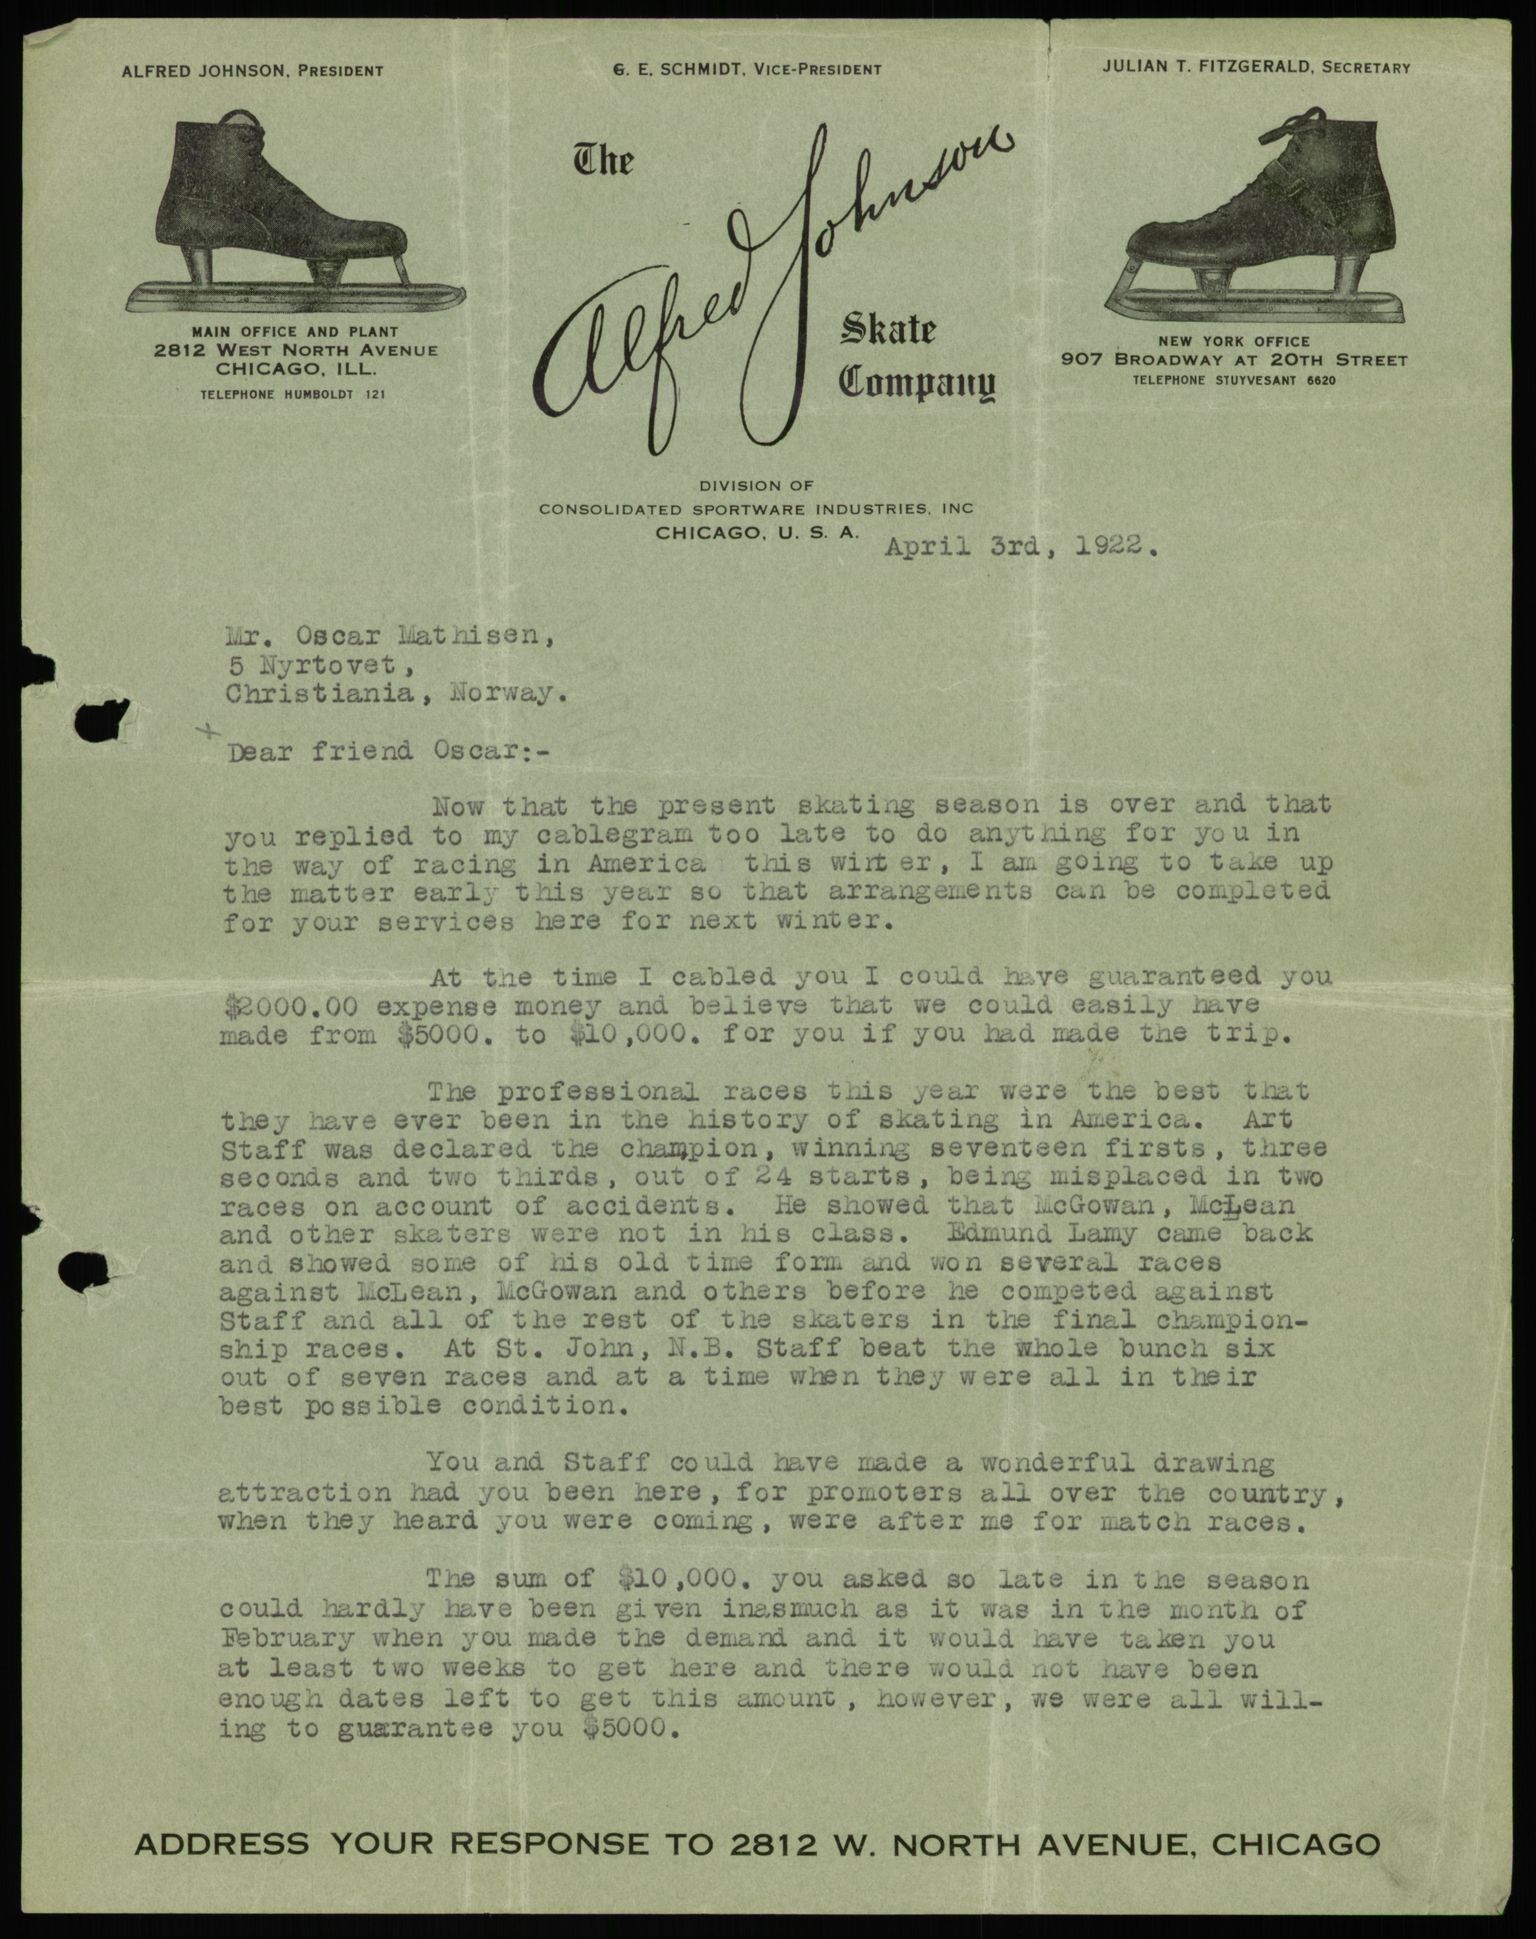 ALFRED JOHNSON, PRESIDENT
G. E. SCHMIDT, VICE-PRESIDENT
JULIAN T. FITZGERALD, SECRETARY
The
Alfred Johnson
Skate
Company
MAIN OFFICE AND PLANT
2812 WEST NORTH AVENUE
CHICAGO, ILL.
TELEPHONE HUMBOLDT 121
NEW YORK OFFICE
907 BROADWAY AT 20TH STREET
TELEPHONE STUYVESANT 6620
DIVISION OF
CONSOLIDATED SPORTWARE INDUSTRIES, INC
CHICAGO, U. S. A.
April 3rd, 1922.
Mr. Oscar Mathisen,
5 Nyrtovet,
Christiania, Norway.
Dear friend Oscar:-
Now that the present skating season is over and that
you replied to my cablegram too late to do anything for you in
the way of racing in America this winter, I am going to take up
the matter early this year so that arrangements can be completed
for your services here for next winter.
At the time I cabled you I could have guaranteed you
$2000.00 expense money and believe that we could easily have
made from $5000. to $10,000. for you if you had made the trip.
The professional races this year were the best that
they have ever been in the history of skating in America. Art
Staff was declared the champion, winning seventeen firsts, three
seconds and two thirds, out of 24 starts, being misplaced in two
races on account of accidents. He showed that McGowan, McLean
and other skaters were not in his class. Edmund Lamy came back
and showed some of his old time form and won several races
against McLean, McGowan and others before he competed against
Staff and all of the rest of the skaters in the final champion-
ship races. At St. John, N.B. Staff beat the whole bunch six
out of seven races and at a time when they were all in their
best possible condition.
You and Staff could have made a wonderful drawing
attraction had you been here, for promoters all over the country,
when they heard you were coming, were after me for match races.
The sum of $10,000. you asked so late in the season
could hardly have been given inasmuch as it was in the month of
February when you made the demand and it would have taken you
at least two weeks to get here and there would not have been
enough dates left to get this amount, however, we were all will-
ing to guarantee you $5000.
ADDRESS YOUR RESPONSE TO 2812 W. NORTH AVENUE, CHICAGO